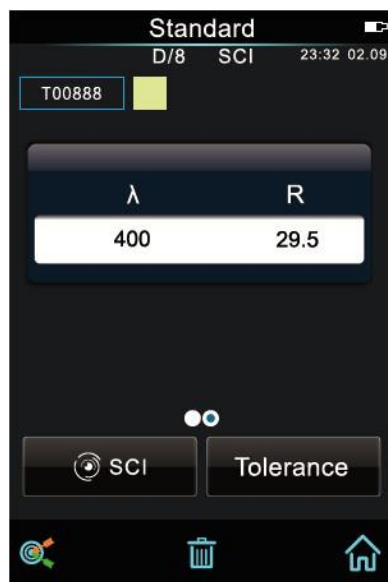 Standard
D/8 SCI 23:32 02.09
T00888
λ R
400 29.5
SCI Tolerance